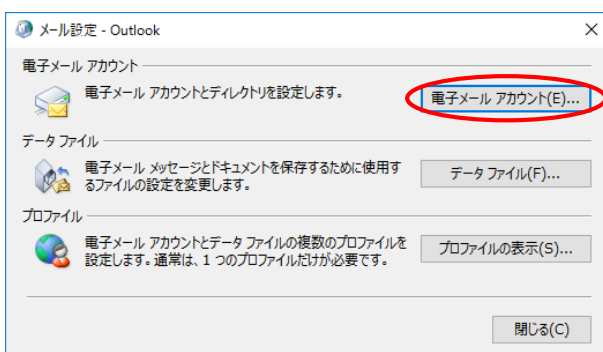 メール設定 - Outlook
電子メール アカウント
電子メール アカウントとディレクトリを設定します。
電子メール アカウント(E)...
データ ファイル
電子メール メッセージとドキュメントを保存するために使用す
るファイルの設定を変更します。
データ ファイル(F)...
プロファイル
電子メール アカウントとデータ ファイルの複数のプロファイルを
設定します。通常は、1 つのプロファイルだけが必要です。
プロファイルの表示(S)...
閉じる(C)